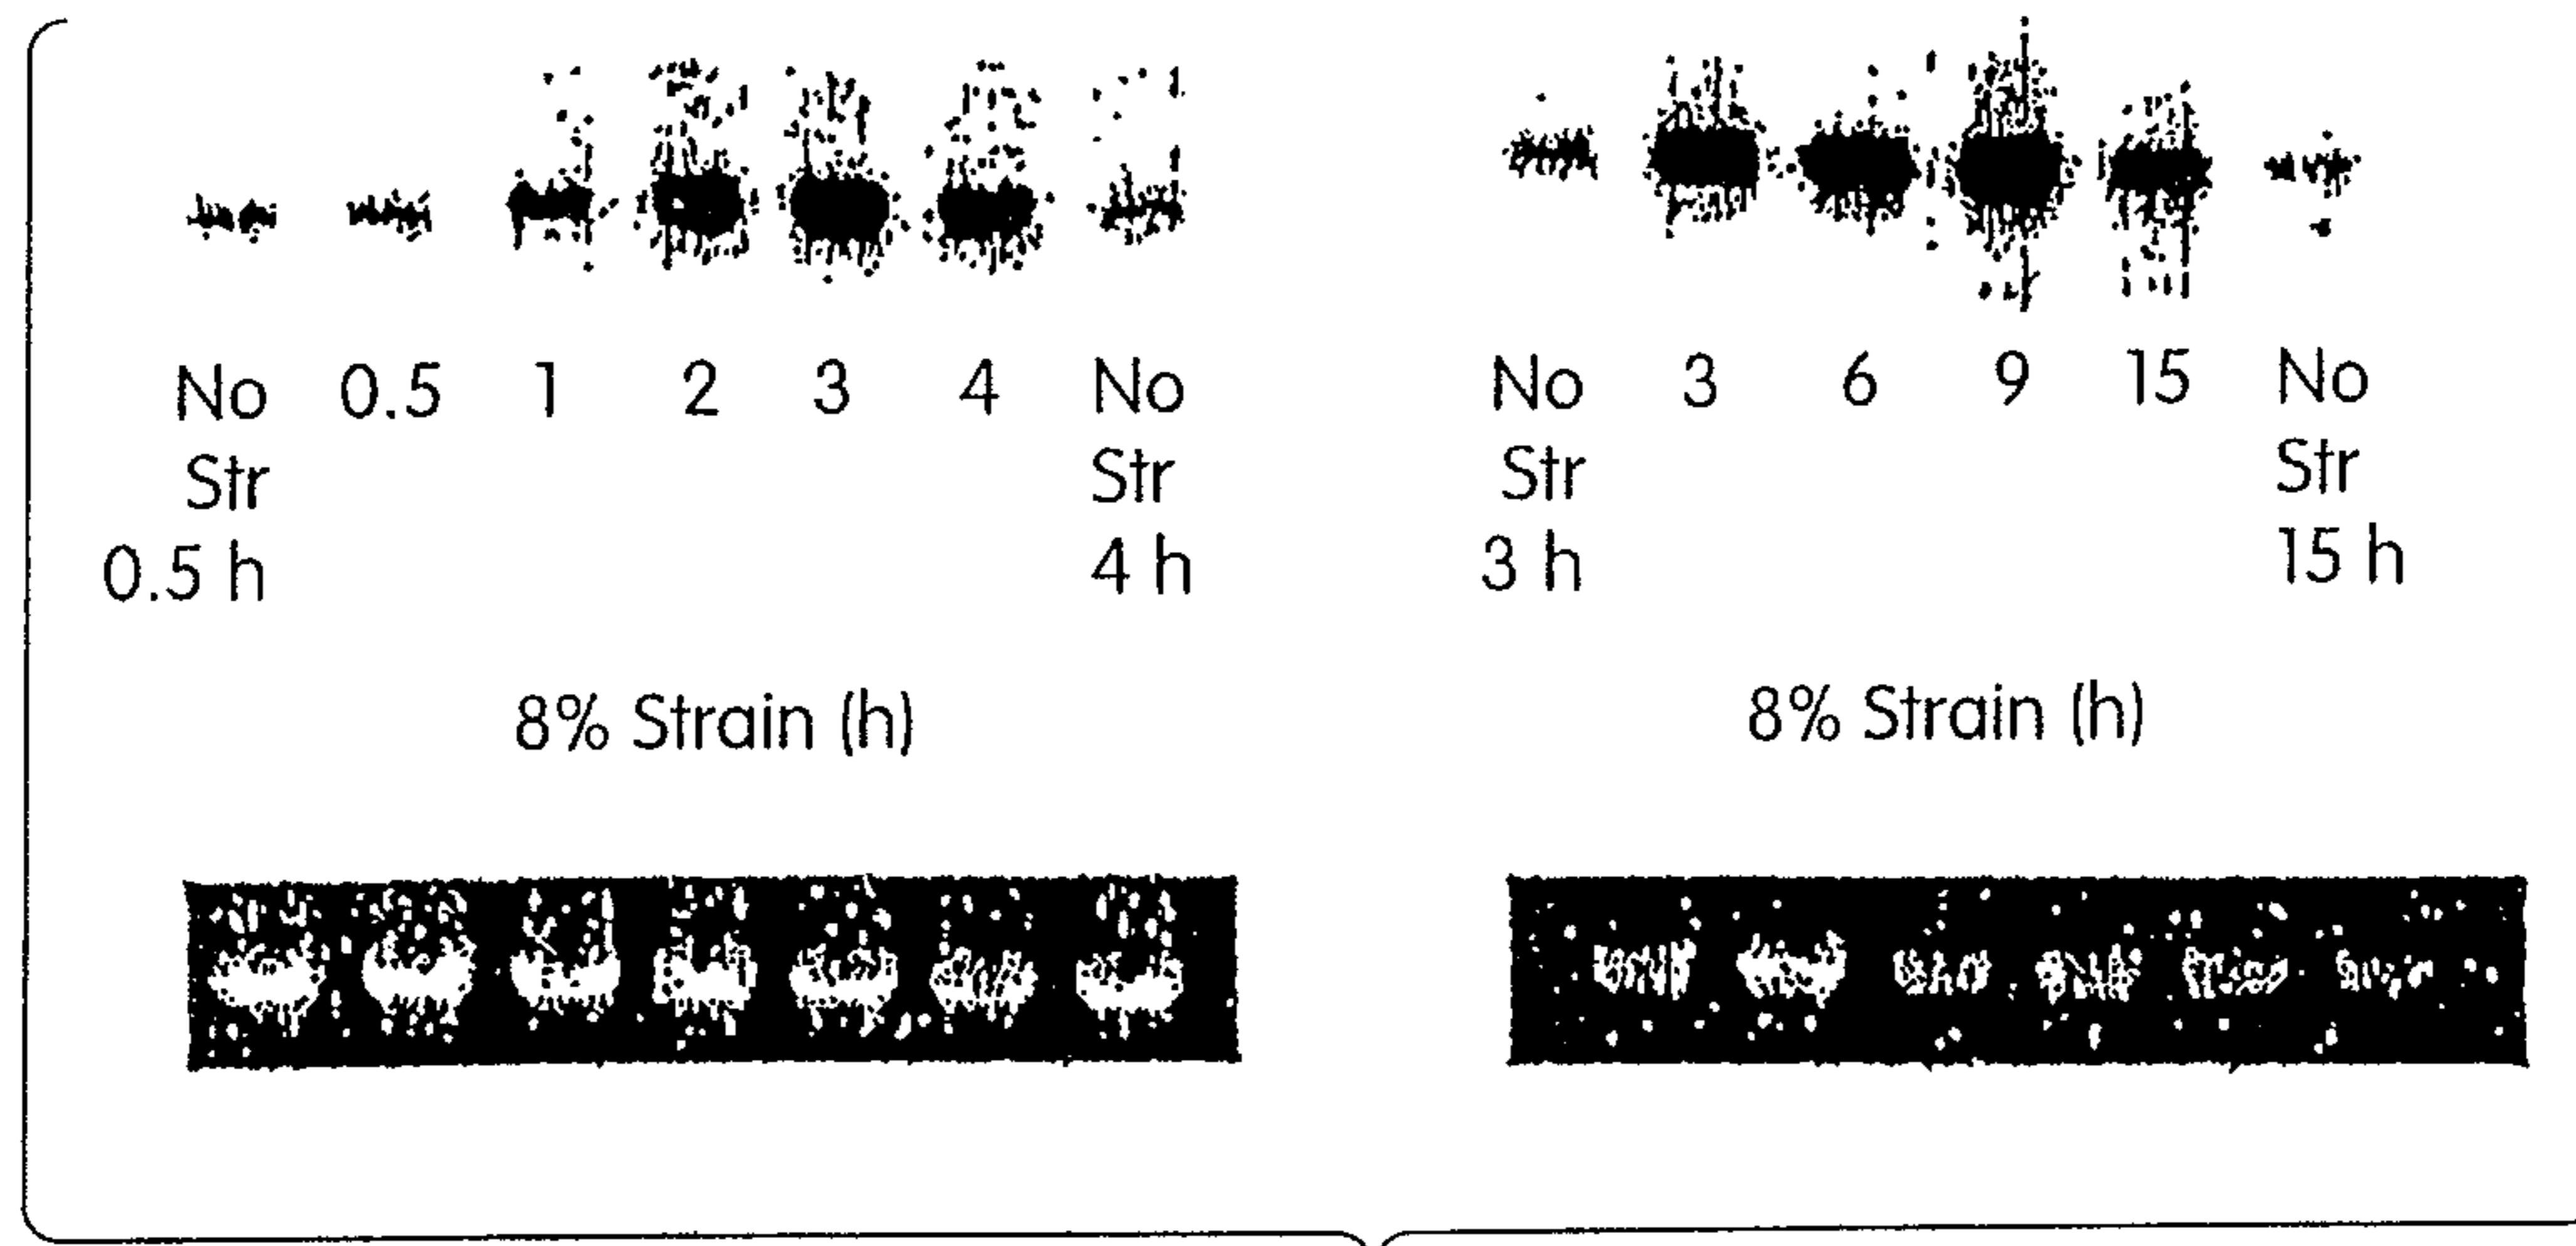 No 0.5 1 2 3 4 No
Str Str
0.5 h 4 h
8% Strain (h)
No 3 6 9 15 No
Str Str
3 h 15 h
8% Strain (h)